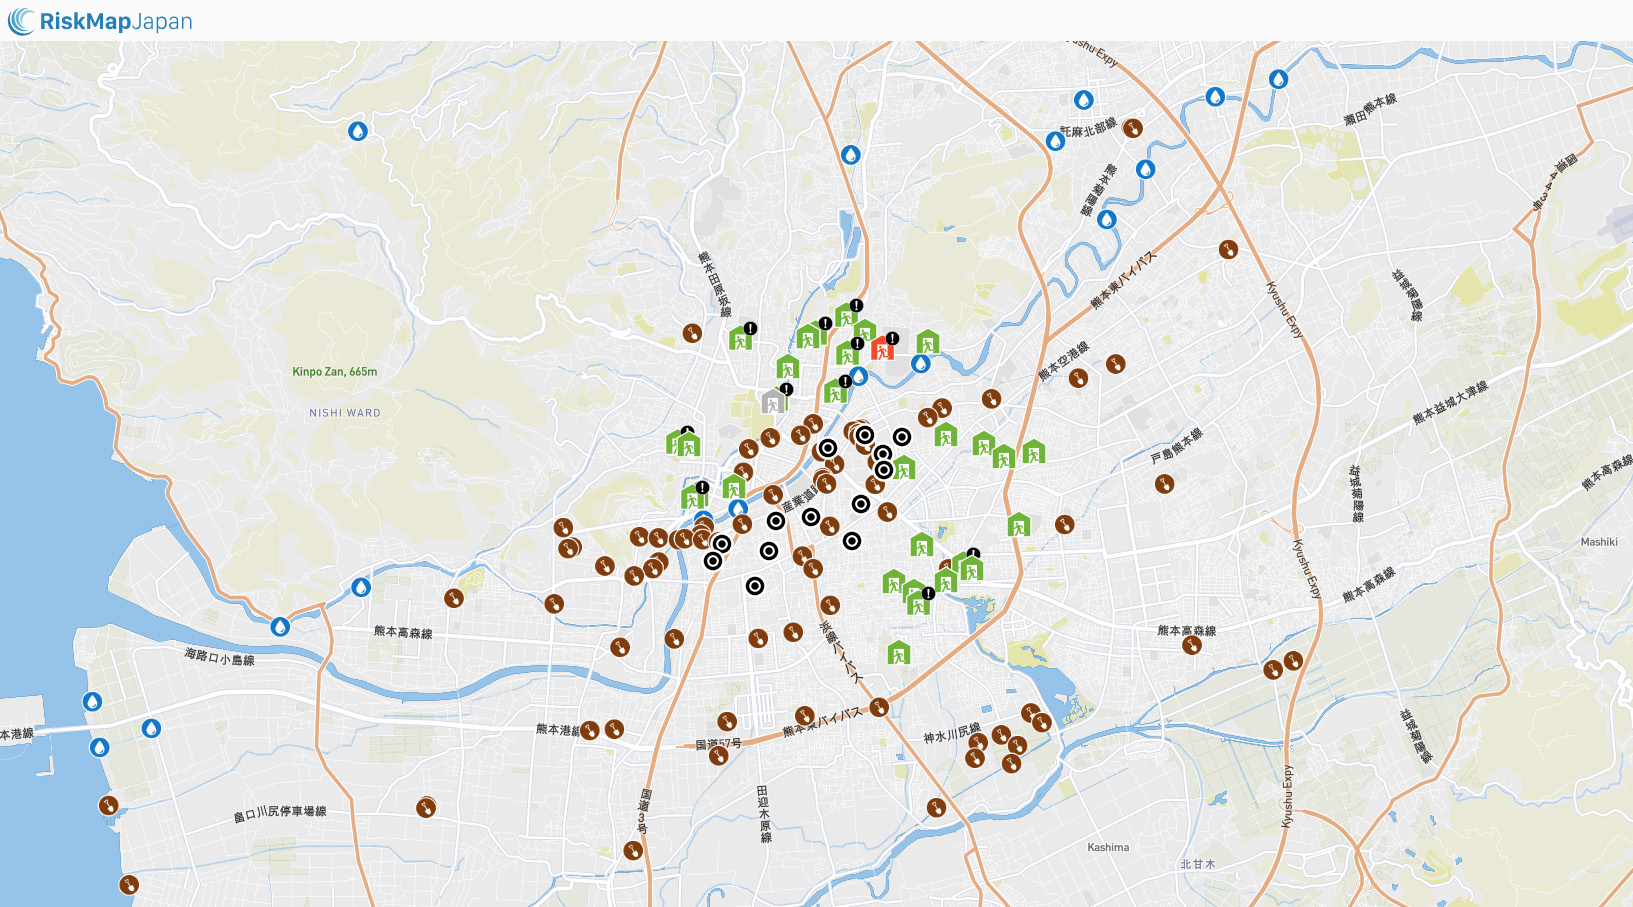 RiskMapJapan
Kyushu Expy
瀬田熊本線
託麻北部線
国道443号
熊本菊陽線
熊本田原坂線
熊本東バイパス
益城菊陽線
Kyushu Expy
熊本空港線
Kinpo Zan, 665m
熊本益城大津線
NISHI WARD
戸島熊本線
熊本高森線
益城菊陽線
産業道路
Mashiki
Kyushu Expy
熊本高森線
熊本高森線
熊本高森線
浜線バイパス
海路口小島線
益城菊陽線
熊本東バイパス
熊本港線
本港線
神水川尻線
国道57号
Kyushu Expy
国道3号
田迎木原線
畠口川尻停車場線
Kashima
北甘木